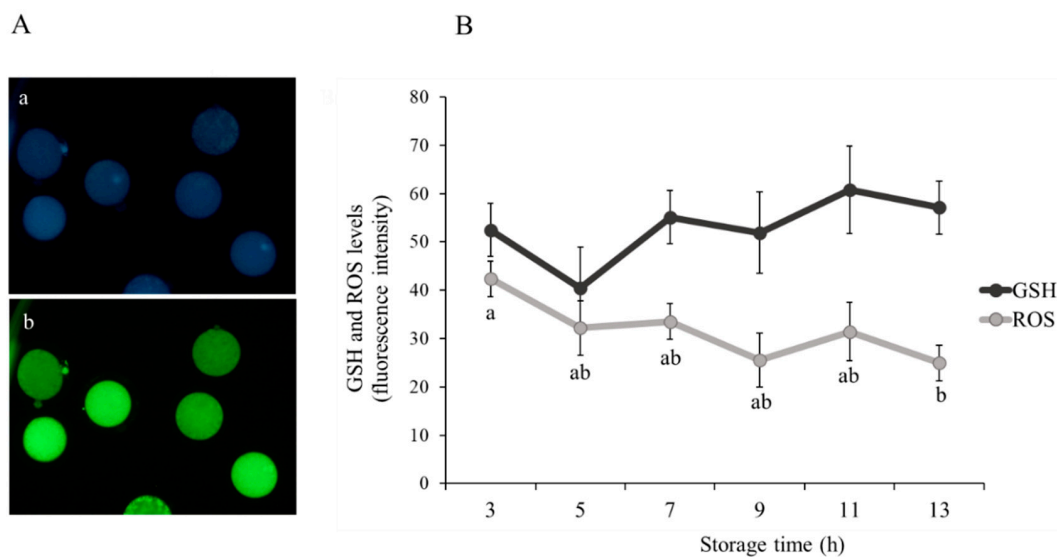 A
B
a
b
80
70
60
50
40
30
20
10
0
GSH and ROS levels
(fluorescence intensity)
a
ab
ab
ab
ab
b
GSH
ROS
3 5 7 9 11 13
Storage time (h)